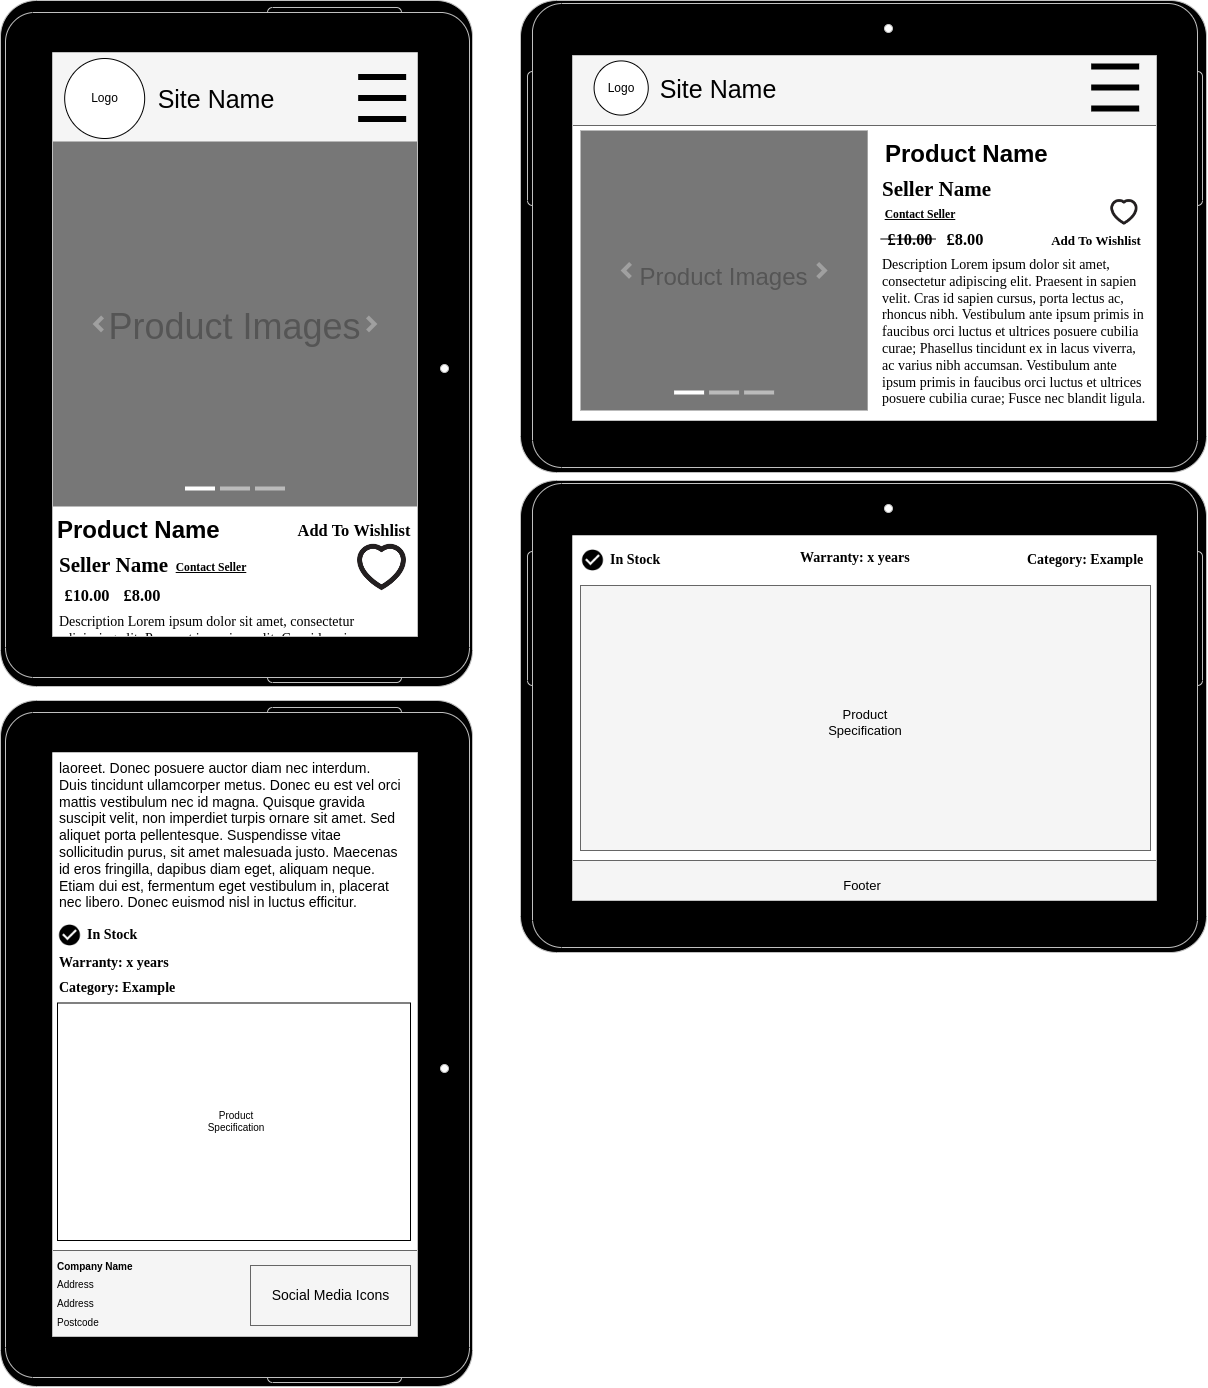 Logo
Site Name
Product Images
Product Name
Add To Wishlist
Seller Name Contact Seller
£10.00 £8.00
Description Lorem ipsum dolor sit amet, consectetur
laoreet. Donec posuere auctor diam nec interdum.
Duis tincidunt ullamcorper metus. Donec eu est vel orci
mattis vestibulum nec id magna. Quisque gravida
suscipit velit, non imperdiet turpis ornare sit amet. Sed
aliquet porta pellentesque. Suspendisse vitae
sollicitudin purus, sit amet malesuada justo. Maecenas
id eros fringilla, dapibus diam eget, aliquam neque.
Etiam dui est, fermentum eget vestibulum in, placerat
nec libero. Donec euismod nisl in luctus efficitur.
In Stock
Warranty: x years
Category: Example
Product
Specification
Company Name
Address
Address
Postcode
Social Media Icons
Logo
Site Name
Product Images
Product Name
Seller Name
Contact Seller
£10.00 £8.00
Add To Wishlist
Description Lorem ipsum dolor sit amet,
consectetur adipiscing elit. Praesent in sapien
velit. Cras id sapien cursus, porta lectus ac,
rhoncus nibh. Vestibulum ante ipsum primis in
faucibus orci luctus et ultrices posuere cubilia
curae; Phasellus tincidunt ex in lacus viverra,
ac varius nibh accumsan. Vestibulum ante
ipsum primis in faucibus orci luctus et ultrices
posuere cubilia curae; Fusce nec blandit ligula.
In Stock
Warranty: x years
Category: Example
Product
Specification
Footer